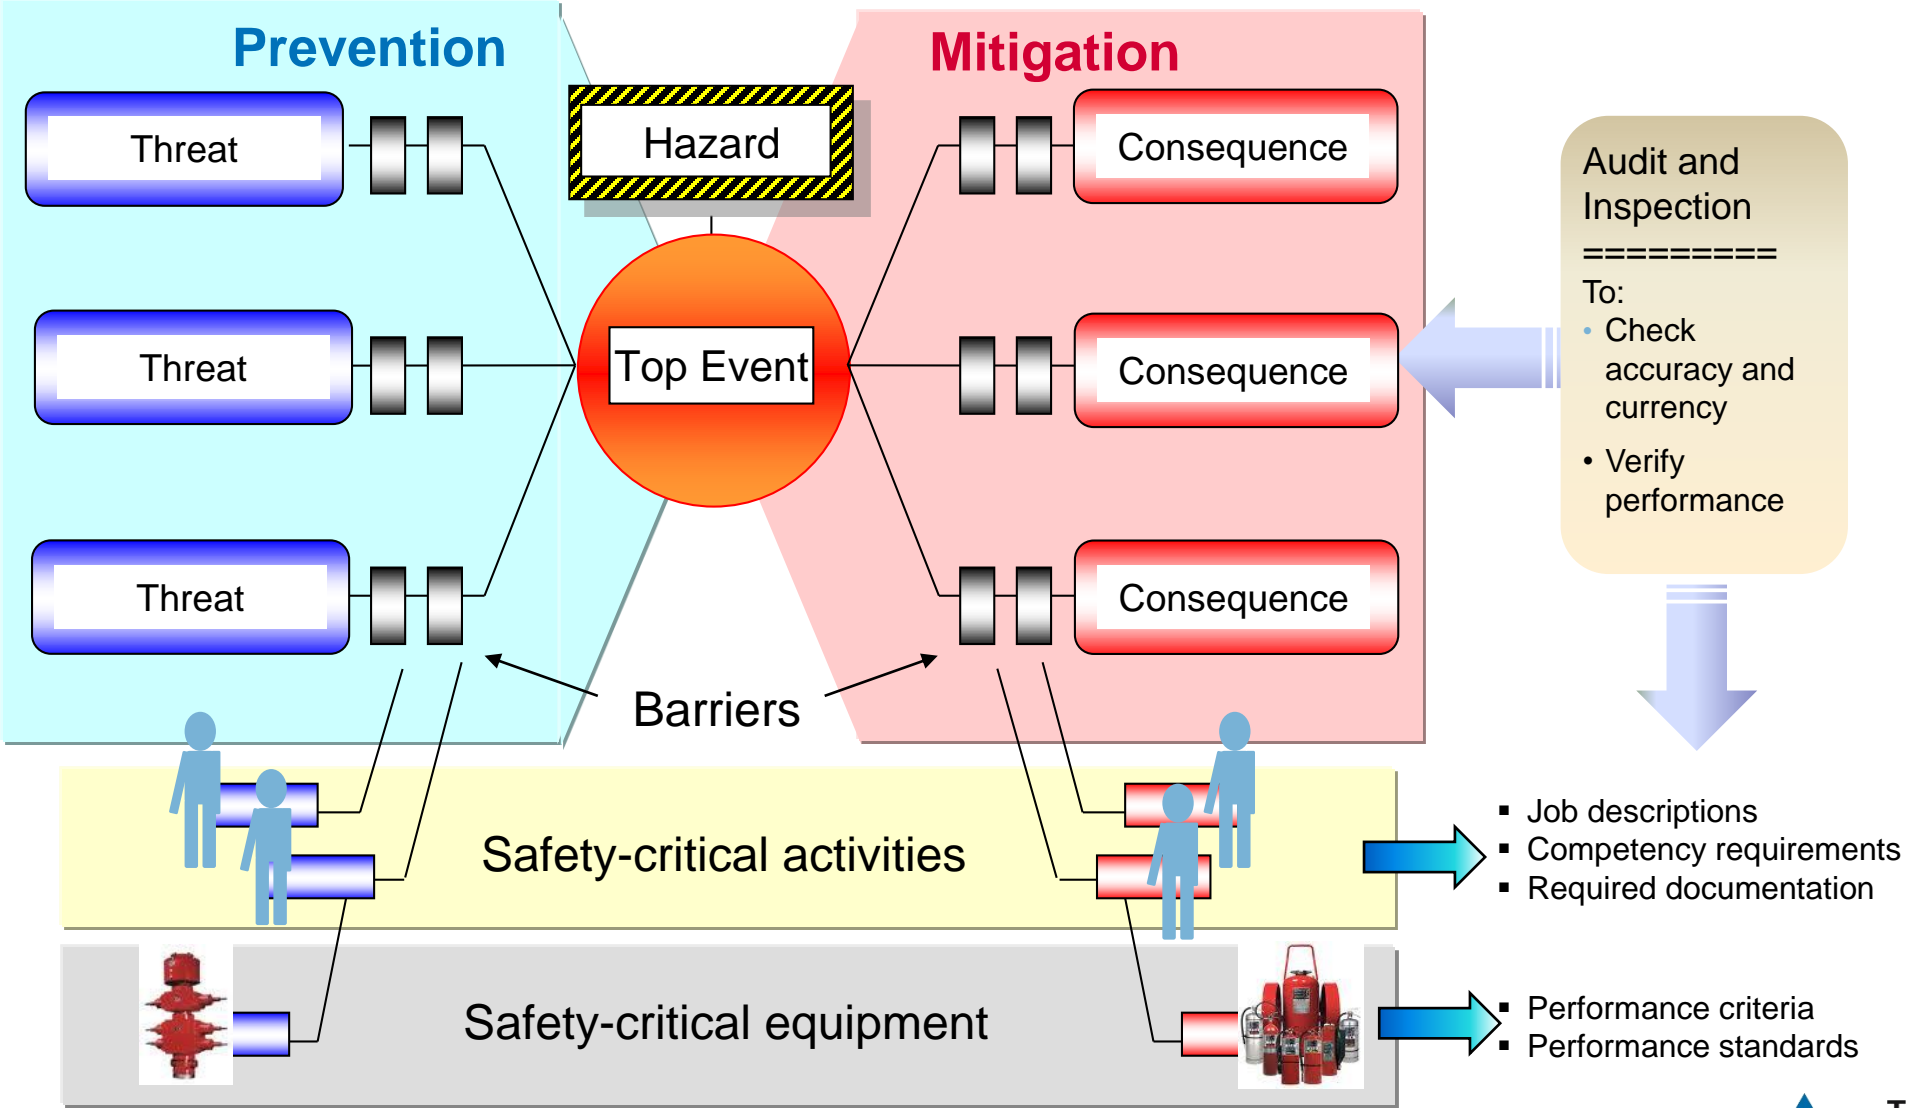 Prevention
Mitigation
Hazard
Threat
Consequence
Threat
Top Event
Consequence
Threat
Consequence
Barriers
Audit and
Inspection
=========
To:
• Check
accuracy and
currency
• Verify
performance
Safety-critical activities
▪ Job descriptions
▪ Competency requirements
▪ Required documentation
Safety-critical equipment
▪ Performance criteria
▪ Performance standards